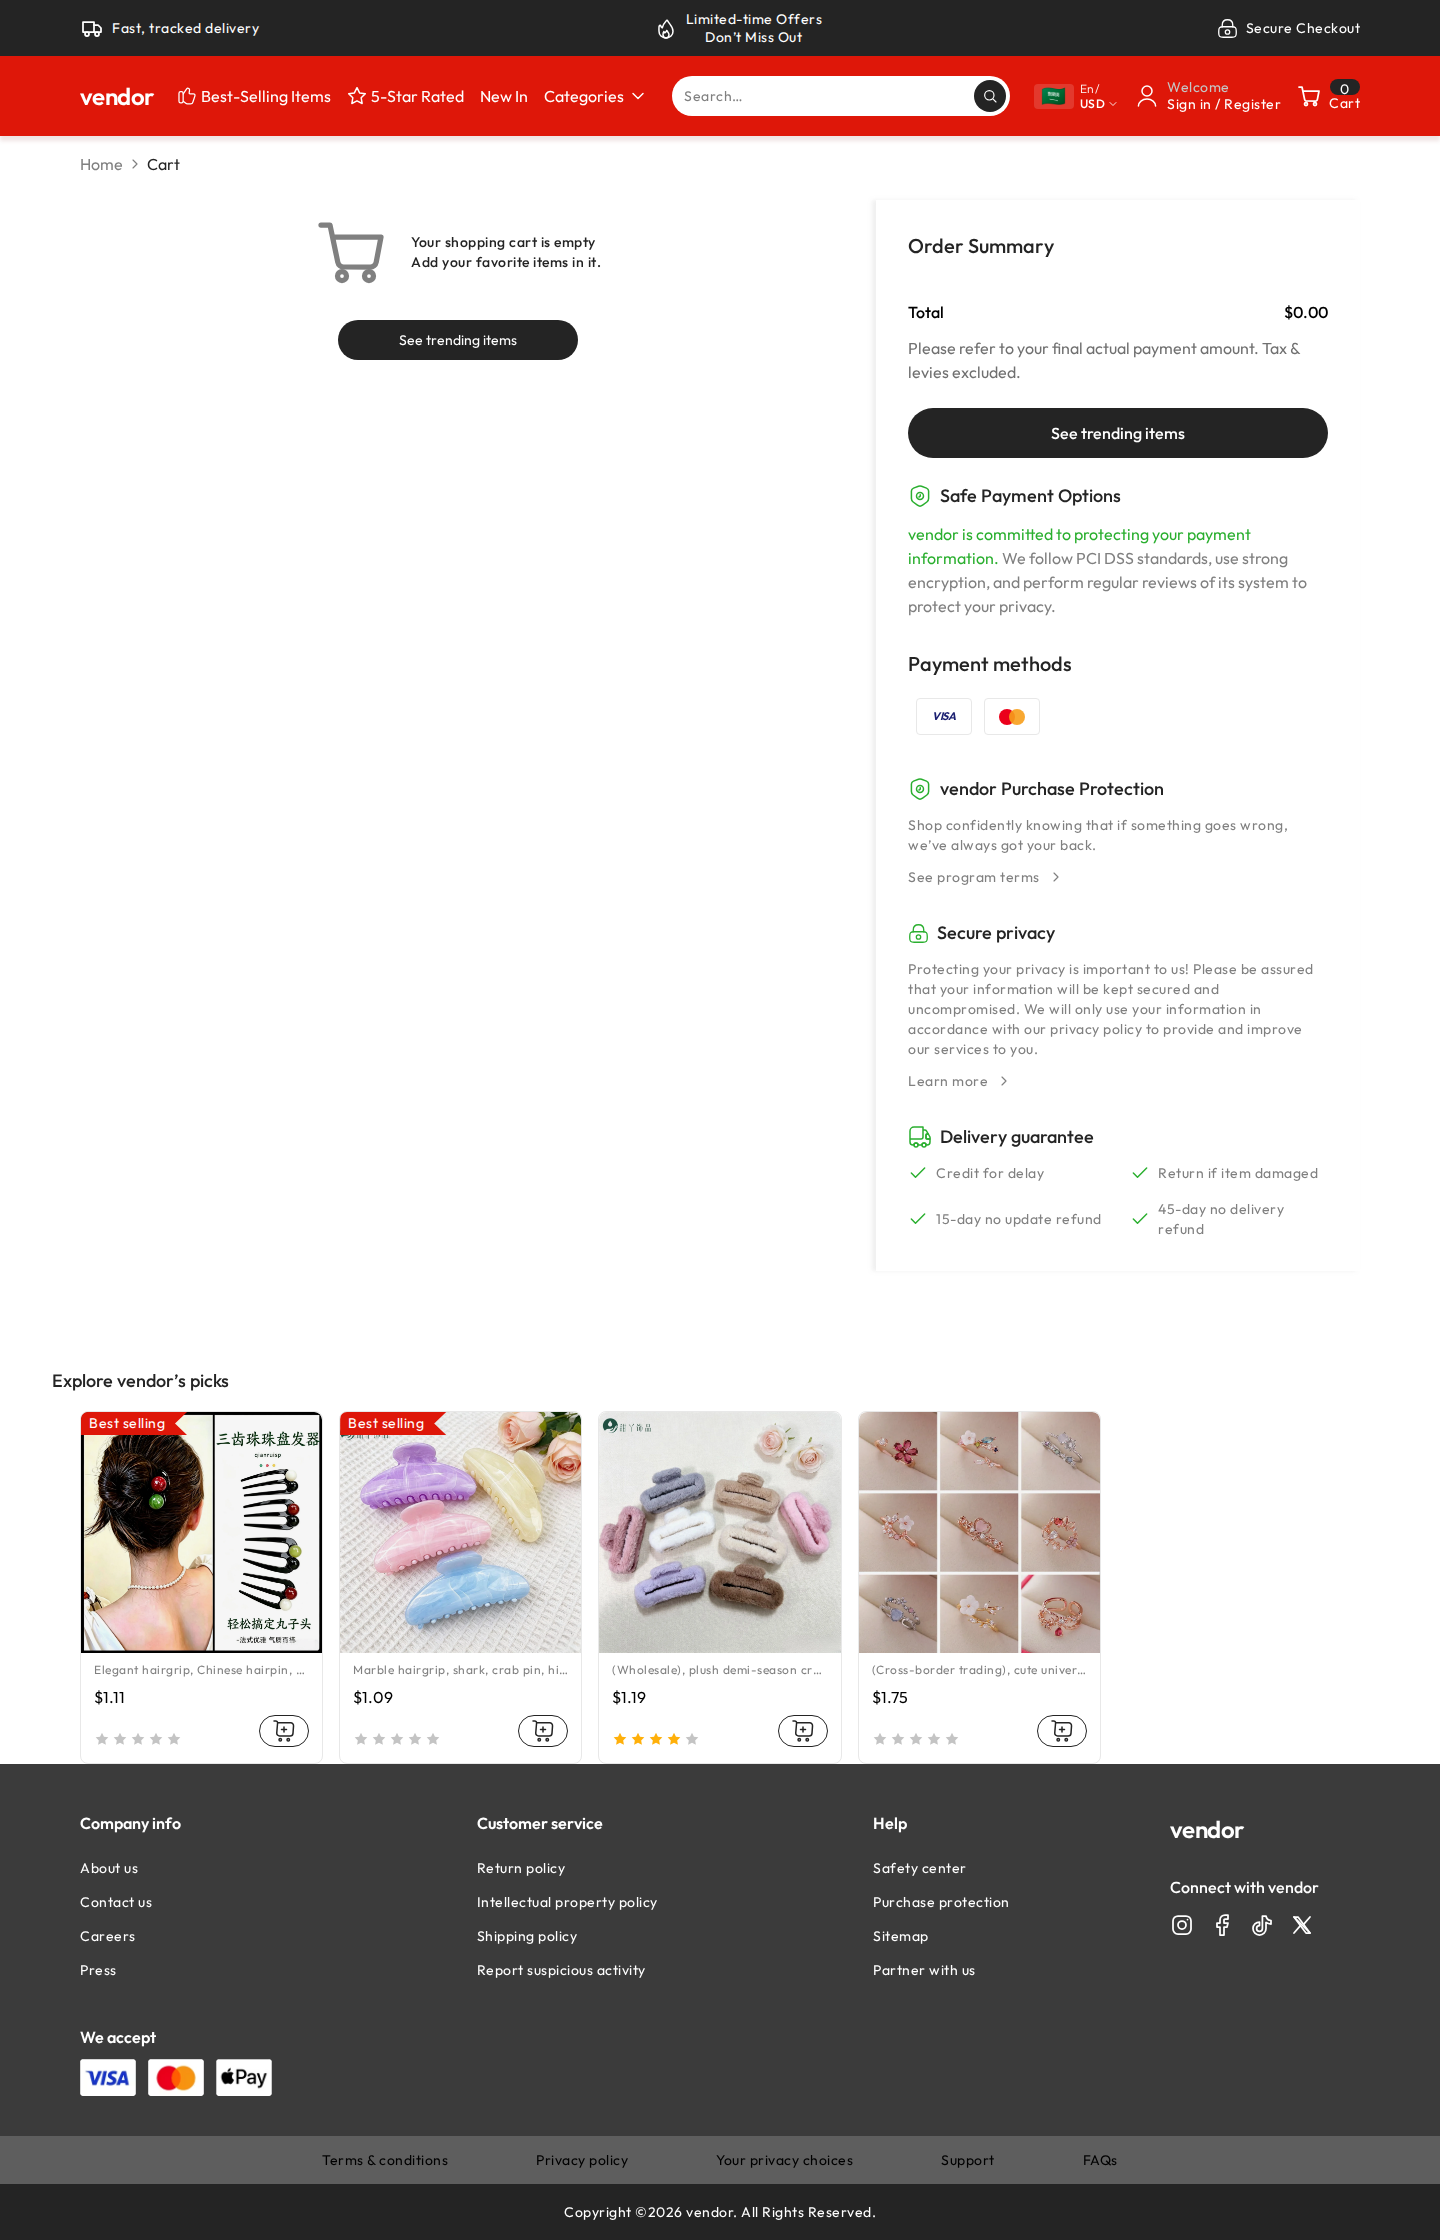 Fast, tracked delivery
Limited-time Offers
Don't Miss Out
Secure Checkout
vendor
Best-Selling Items
5-Star Rated
New In
Categories
Search...
En/
USD
Welcome
Sign in / Register
0
Cart
Home
Cart
Your shopping cart is empty
Add your favorite items in it.
See trending items
Order Summary
Total
$0.00
Please refer to your final actual payment amount. Tax &
levies excluded.
See trending items
Safe Payment Options
vendor is committed to protecting your payment
information. We follow PCI DSS standards, use strong
encryption, and perform regular reviews of its system to
protect your privacy.
Payment methods
VISA
vendor Purchase Protection
Shop confidently knowing that if something goes wrong,
we've always got your back.
See program terms
Secure privacy
Protecting your privacy is important to us! Please be assured
that your information will be kept secured and
uncompromised. We will only use your information in
accordance with our privacy policy to provide and improve
our services to you.
Learn more
Delivery guarantee
Credit for delay
Return if item damaged
15-day no update refund
45-day no delivery
refund
Explore vendor's picks
Best selling
三齿珠珠盘发器
qianruisp
轻松搞定丸子头
-法式优雅 气质百搭-
Elegant hairgrip, Chinese hairpin, ...
$1.11
Best selling
Marble hairgrip, shark, crab pin, hi...
$1.09
甜丫饰品
(Wholesale), plush demi-season cr...
$1.19
(Cross-border trading), cute univer...
$1.75
Company info
About us
Contact us
Careers
Press
Customer service
Return policy
Intellectual property policy
Shipping policy
Report suspicious activity
Help
Safety center
Purchase protection
Sitemap
Partner with us
vendor
Connect with vendor
We accept
VISA
Pay
Terms & conditions
Privacy policy
Your privacy choices
Support
FAQs
Copyright ©2026 vendor. All Rights Reserved.